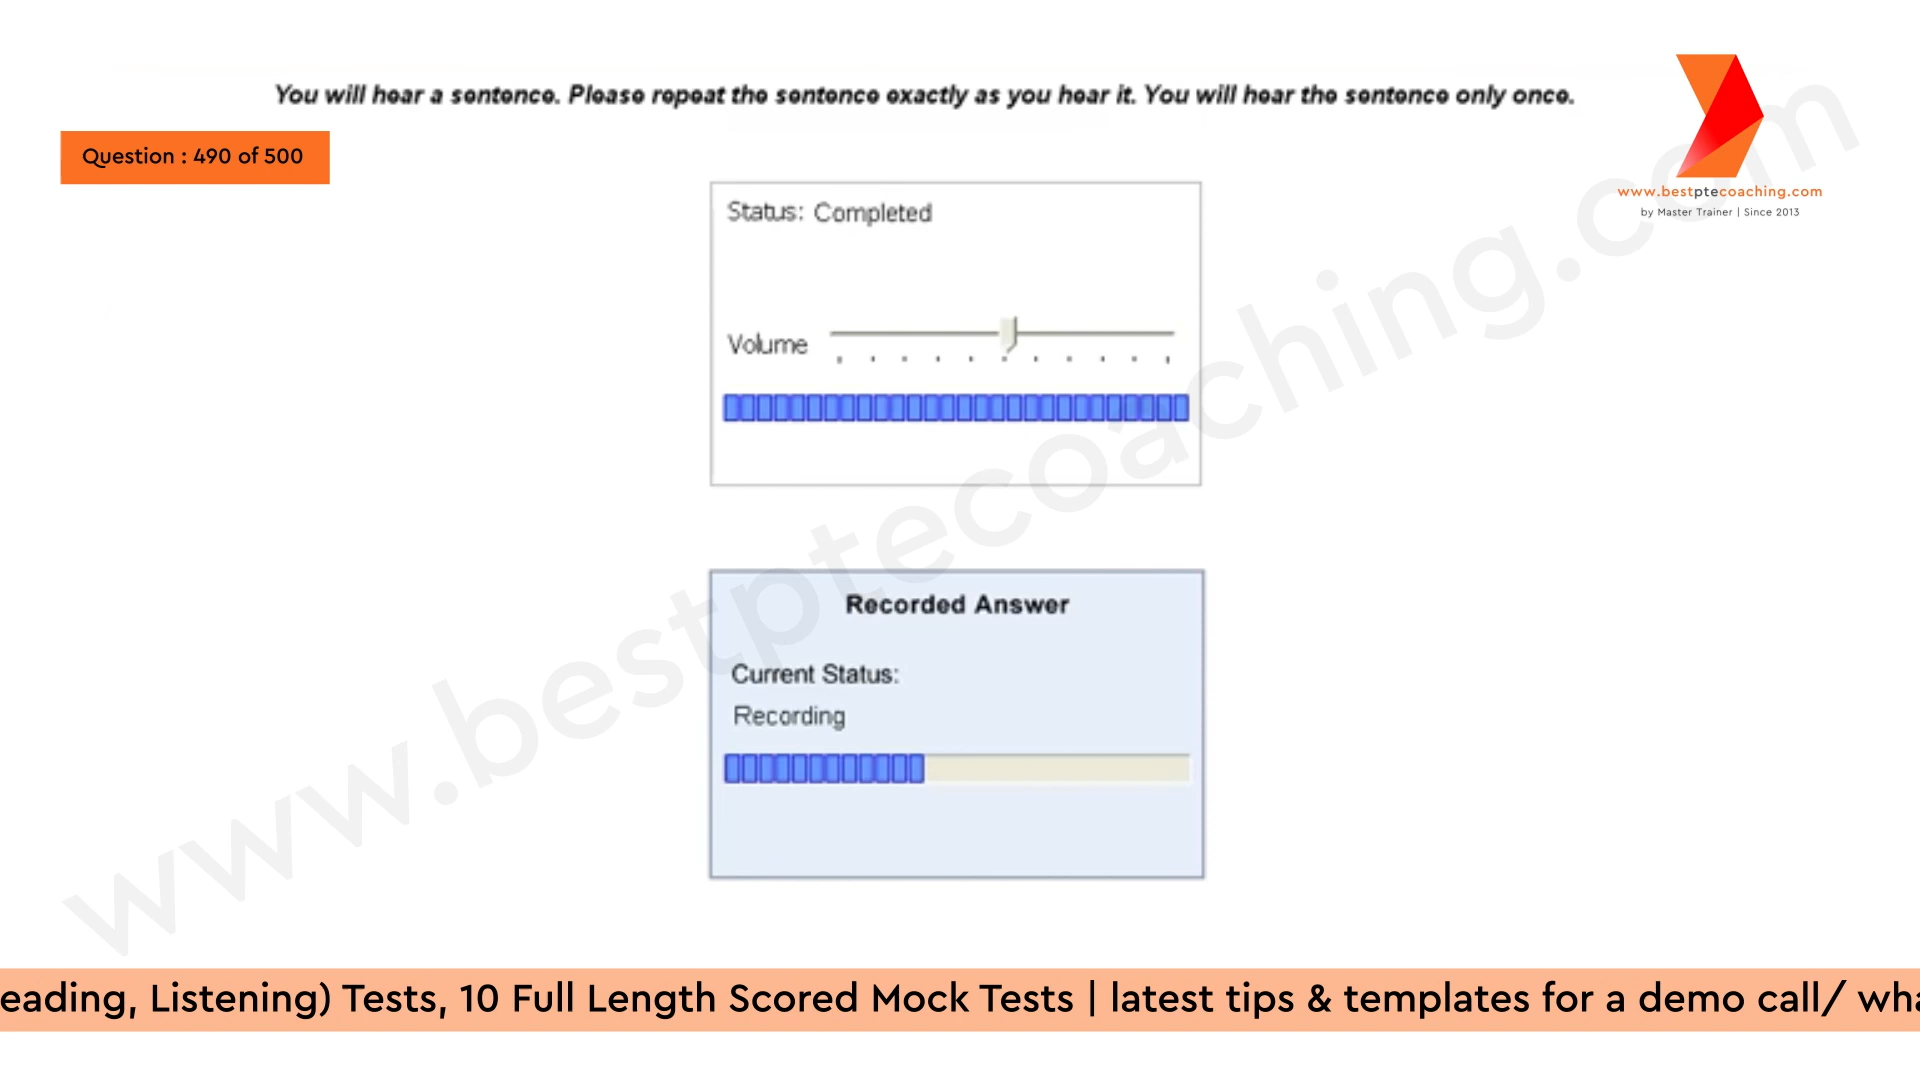 You will hear a sentence. Please repeat the sentence exactly as you hear it. You will hear the sentence only once.
Question : 490 of 500
www.bestptecoaching.com
by Master Trainer | Since 2013
Status: Completed
Volume
www.bestptecoaching.com
Recorded Answer
Current Status:
Recording
eading, Listening) Tests, 10 Full Length Scored Mock Tests | latest tips & templates for a demo call/ wha